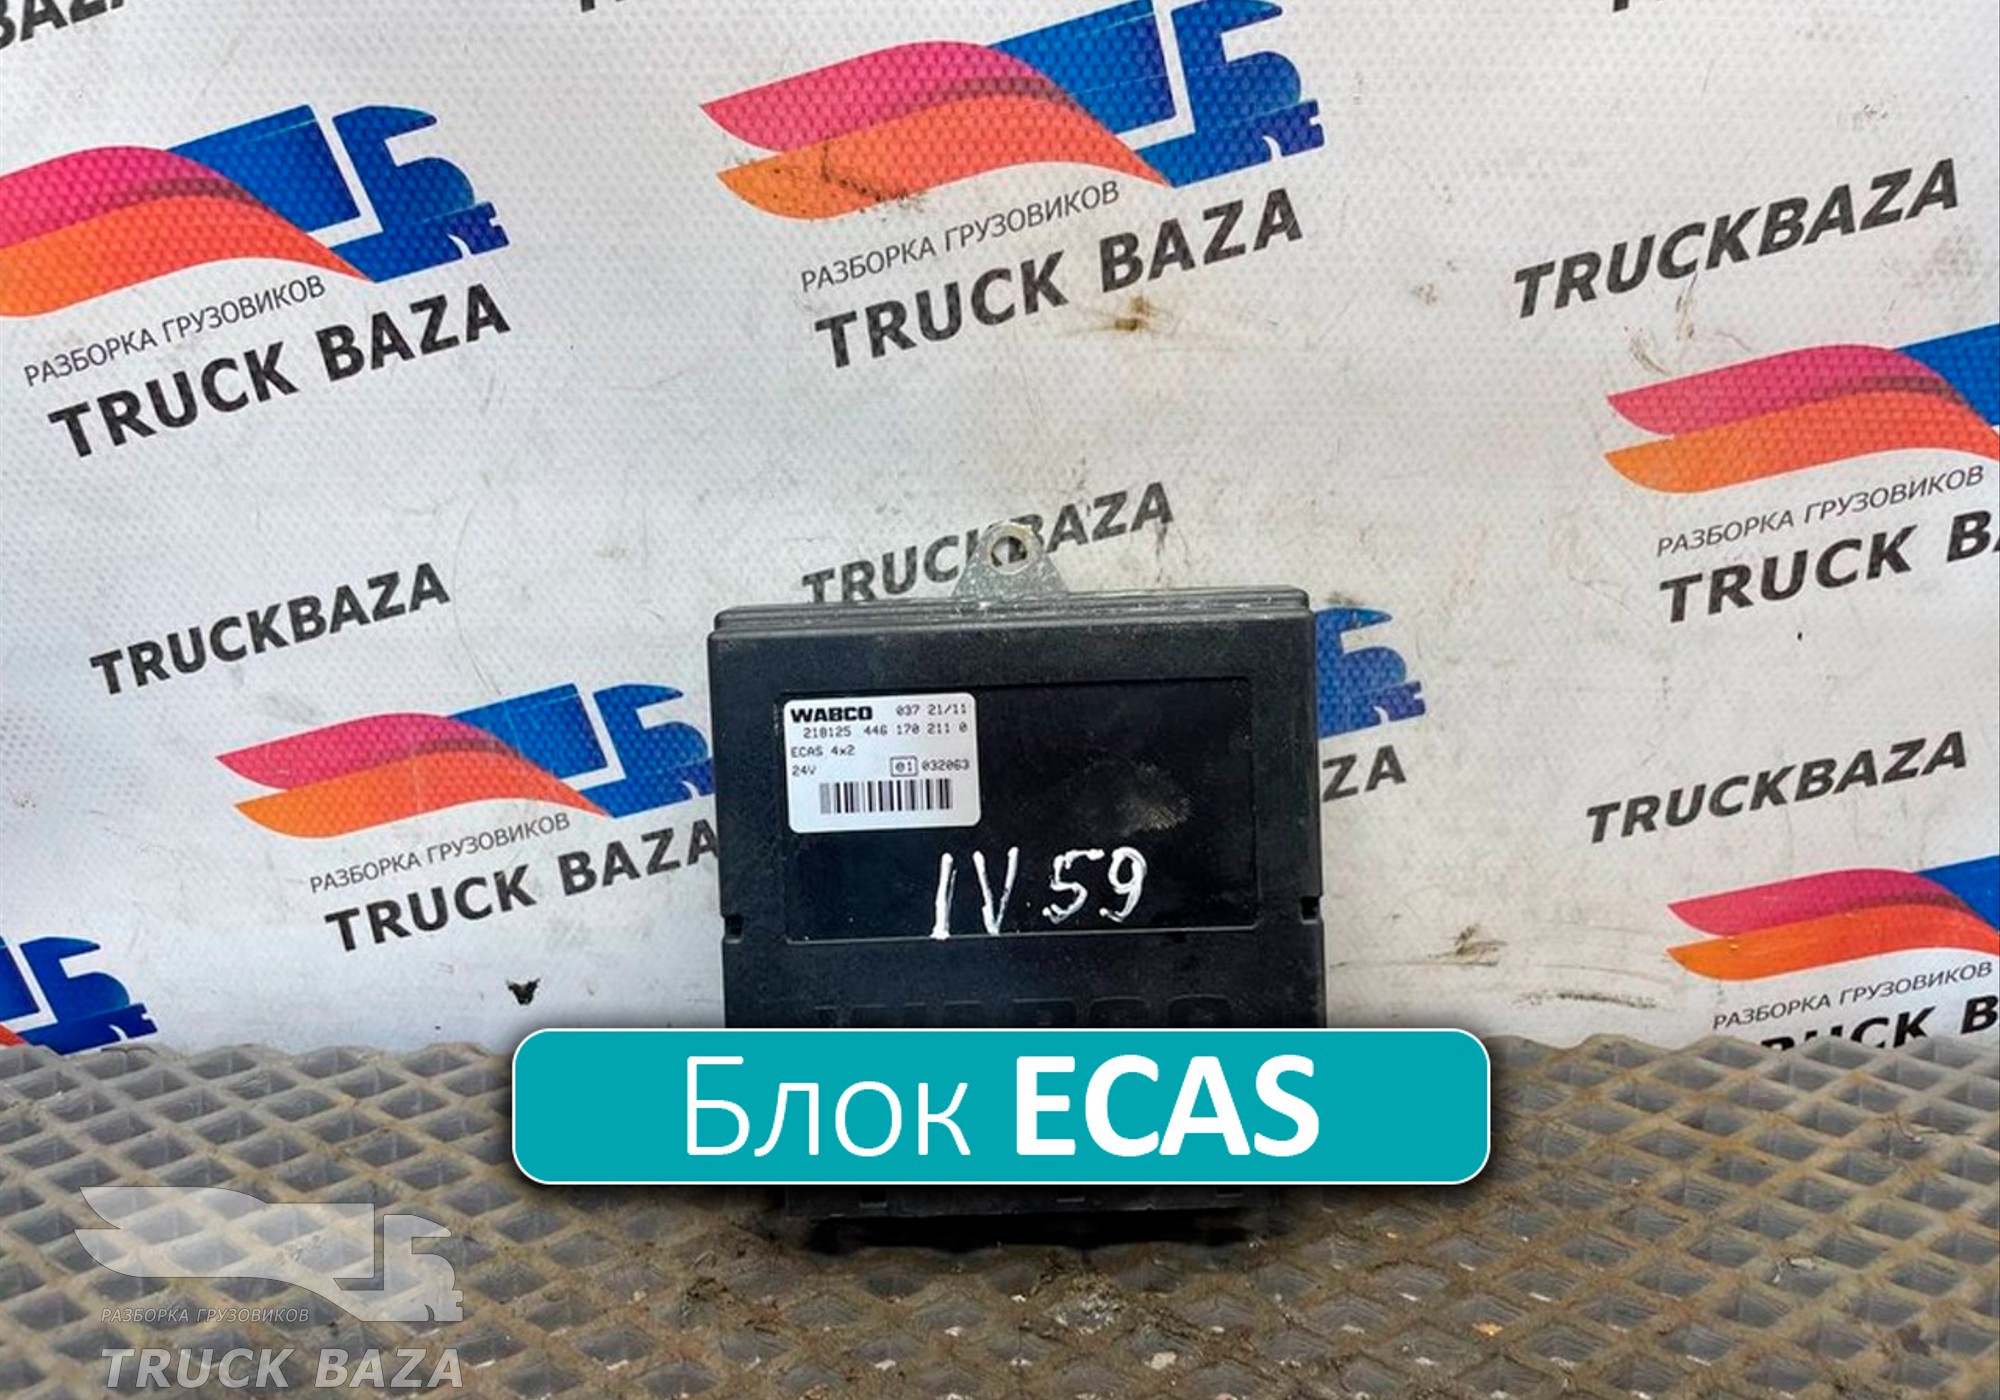 РАЗБОРКА ГРУЗОВИКОВ
TRUCK BAZA
РАЗБОРКА ГРУЗОВИКОВ
TRUCK BAZA
TRUCKBAZA
РАЗБОРКА ГРУЗОВИКОВ
TRUCK BA
TRUCKBAZA
TRUCKBAZA
РАЗБОРКА ГРУЗОВИКОВ
TRUCK BAZA
ZA
TRUCKBAZA
РАЗБОРКА ГРУЗОВИКОВ
WABCO 037 21/11
218125 446 170 211 0
ECAS 4x2
24V e1 032063
IV 59
Блок ECAS
РАЗБОРКА ГРУЗОВИКОВ
TRUCK BAZA